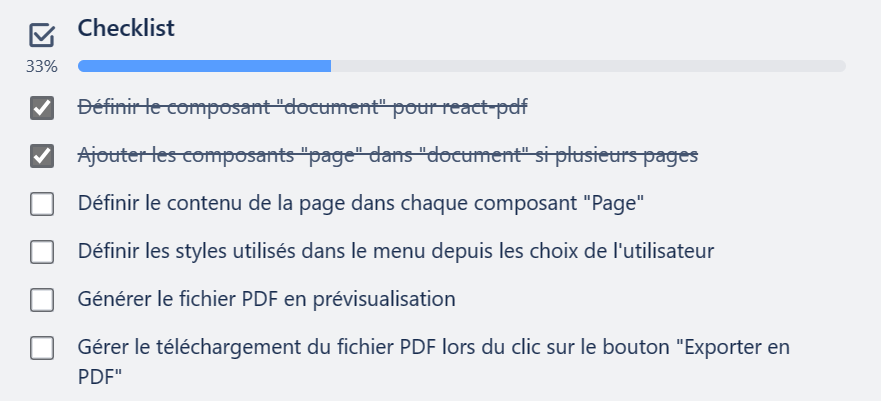 Checklist
33%
Définir le composant "document" pour react-pdf
Ajouter les composants "page" dans "document" si plusieurs pages
Définir le contenu de la page dans chaque composant "Page"
Définir les styles utilisés dans le menu depuis les choix de l'utilisateur
Générer le fichier PDF en prévisualisation
Gérer le téléchargement du fichier PDF lors du clic sur le bouton "Exporter en
PDF"